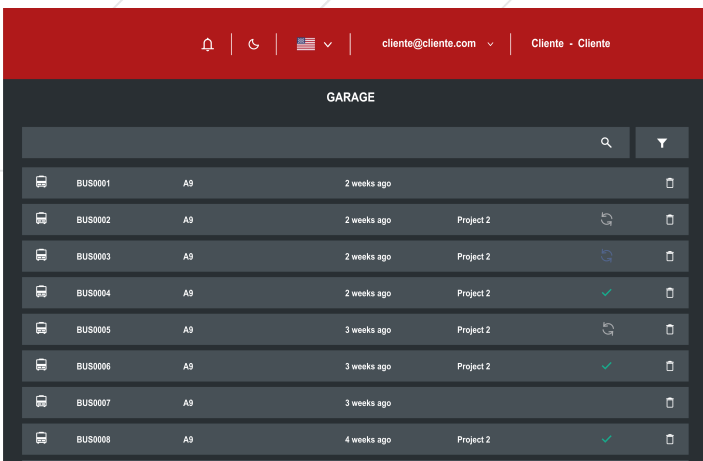 cliente@cliente.com Cliente - Cliente
GARAGE
BUS0001 A9 2 weeks ago
BUS0002 A9 2 weeks ago Project 2
BUS0003 A9 2 weeks ago Project 2
BUS0004 A9 2 weeks ago Project 2
BUS0005 A9 3 weeks ago Project 2
BUS0006 A9 3 weeks ago Project 2
BUS0007 A9 3 weeks ago
BUS0008 A9 4 weeks ago Project 2